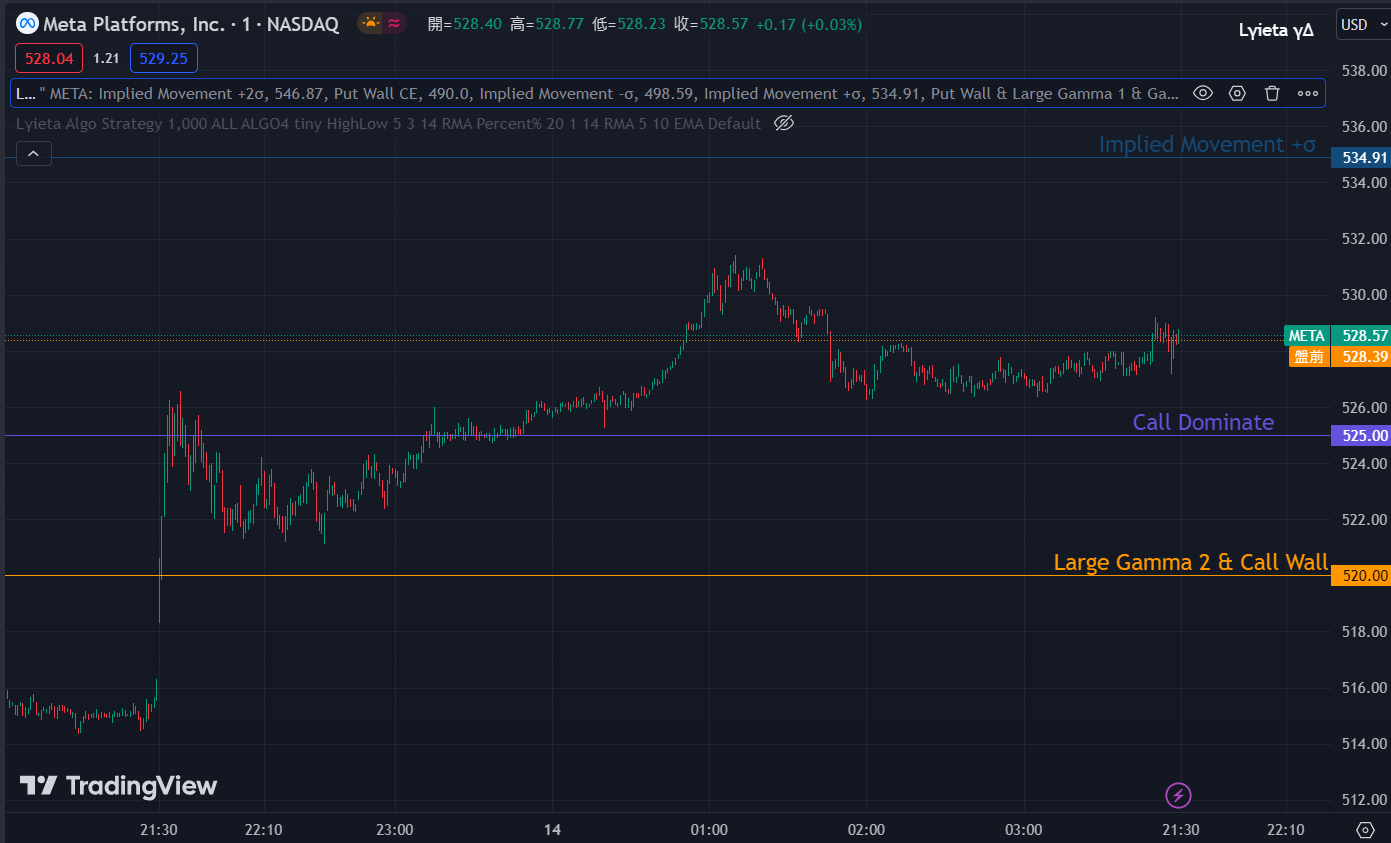 Meta Platforms, Inc. · 1 · NASDAQ 開=528.40 高=528.77 低=528.23 收=528.57 +0.17 (+0.03%)
Lyieta γΔ
USD
528.04 1.21 529.25
L... " META: Implied Movement +2σ, 546.87, Put Wall CE, 490.0, Implied Movement -σ, 498.59, Implied Movement +σ, 534.91, Put Wall & Large Gamma 1 & Ga...
Lyieta Algo Strategy 1,000 ALL ALGO4 tiny HighLow 5 3 14 RMA Percent% 20 1 14 RMA 5 10 EMA Default
538.00
536.00
Implied Movement +σ
534.91
534.00
532.00
530.00
META 528.57
盤前 528.39
526.00
Call Dominate
525.00
524.00
522.00
Large Gamma 2 & Call Wall
520.00
518.00
516.00
514.00
TradingView
512.00
21:30 22:10 23:00 14 01:00 02:00 03:00 21:30 22:10